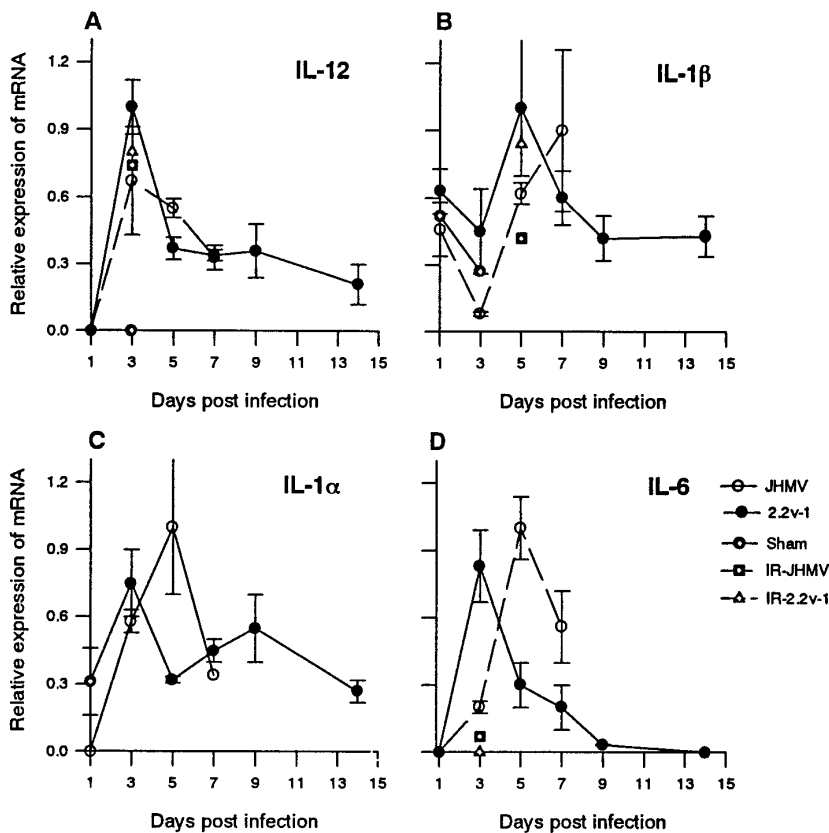 A
IL-12
Relative expression of mRNA
1.2
0.9
0.6
0.3
0.0
1 3 5 7 9 11 13 15
Days post infection
B
IL-1β
1 3 5 7 9 11 13 15
Days post infection
C
IL-1α
Relative expression of mRNA
1.2
0.9
0.6
0.3
0.0
1 3 5 7 9 11 13 15
Days post infection
D
IL-6
1 3 5 7 9 11 13 15
Days post infection
JHMV
2.2v-1
Sham
IR-JHMV
IR-2.2v-1